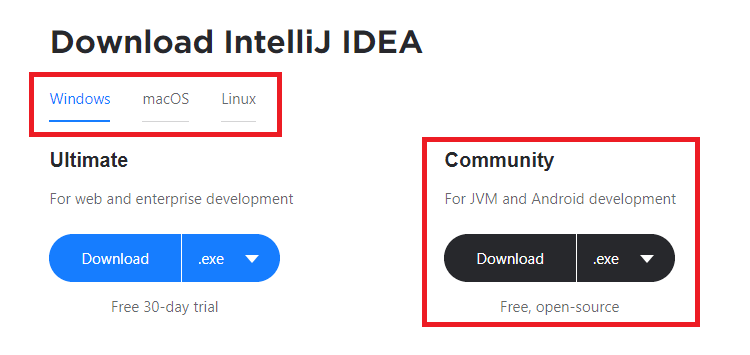 Download IntelliJ IDEA
Windows macOS Linux
Ultimate
For web and enterprise development
Download .exe
Free 30-day trial
Community
For JVM and Android development
Download .exe
Free, open-source